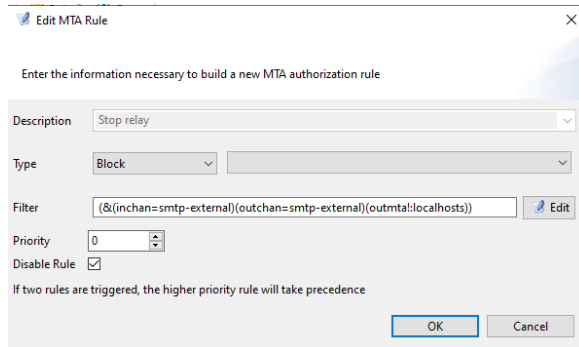 Edit MTA Rule
Enter the information necessary to build a new MTA authorization rule
Description Stop relay
Type Block
Filter (&(inchan=smtp-external)(outchan=smtp-external)(outmta!:localhosts)) Edit
Priority 0
Disable Rule
If two rules are triggered, the higher priority rule will take precedence
OK Cancel